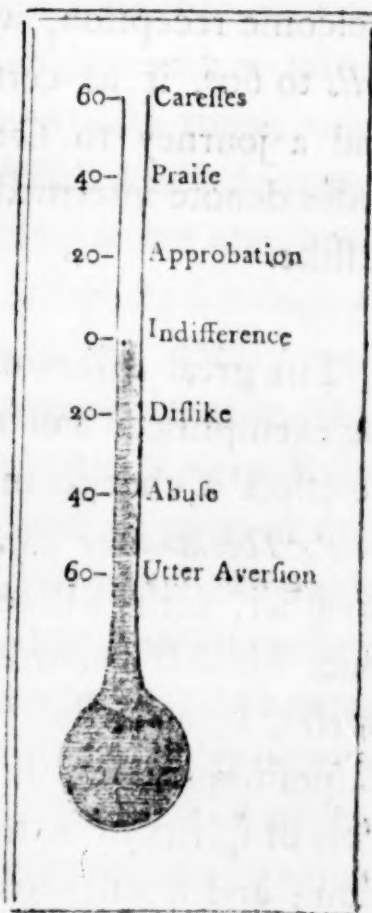 60– Careſſes
40– Praiſe
20– Approbation
0– Indifference
20– Diſlike
40– Abuſe
60– Utter Averſion